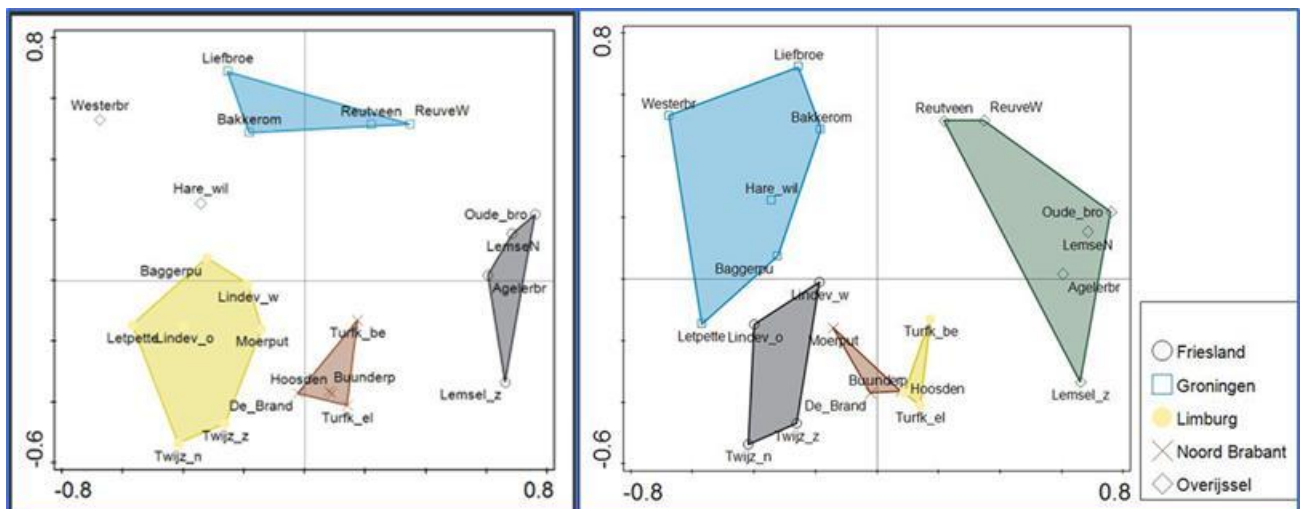 0.8
Liefbroe
Westerbr
Bakkerom
Reutveen
ReuveW
Hare_wil
Oude_bro
LemseN
Baggerpu
Agelerbr
Lindev_w
Letpette
Lindev_o
Moerput
Turfk_be
Hoosden
Buunderp
De_Brand
Turfk_el
Lemsel_z
Twijz_z
Twijz_n
-0.6
-0.8
0.8
0.8
Liefbroe
Westerbr
Bakkerom
Reutveen
ReuveW
Hare_wil
Oude_bro
LemseN
Baggerpu
Agelerbr
Lindev_w
Letpette
Lindev_o
Moerput
Turfk_be
Buunderp
Hoosden
De_Brand
Turfk_el
Lemsel_z
Twijz_z
Twijz_n
-0.6
-0.8
0.8
Friesland
Groningen
Limburg
Noord Brabant
Overijssel